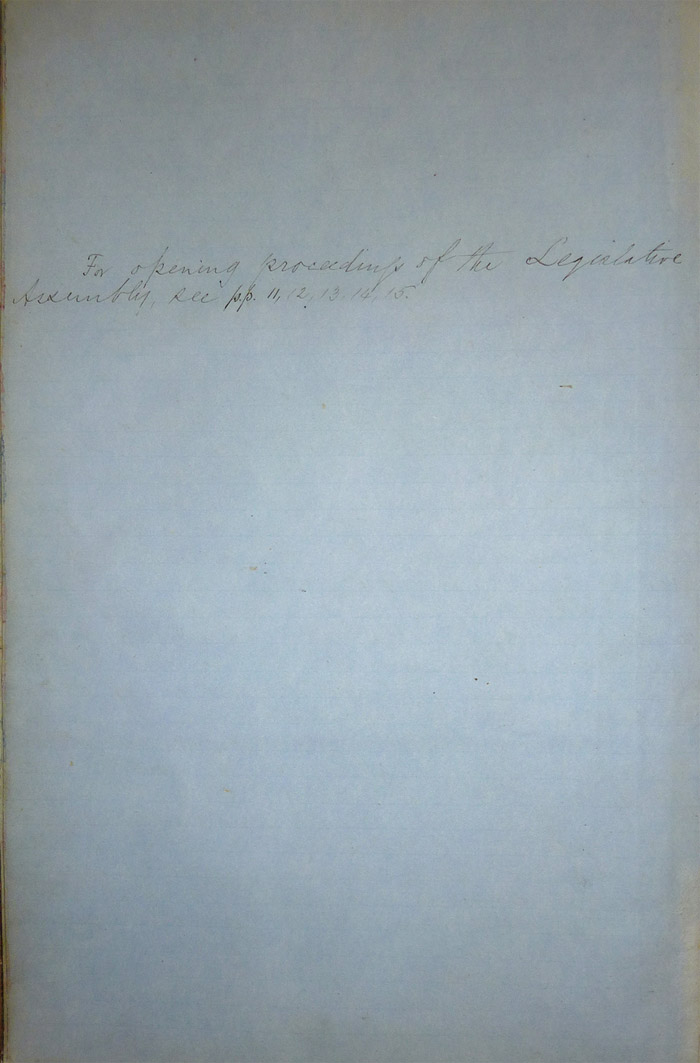 For opening proceedings of the Legislative
Assembly, see pp. 11, 12, 13, 14, 15.